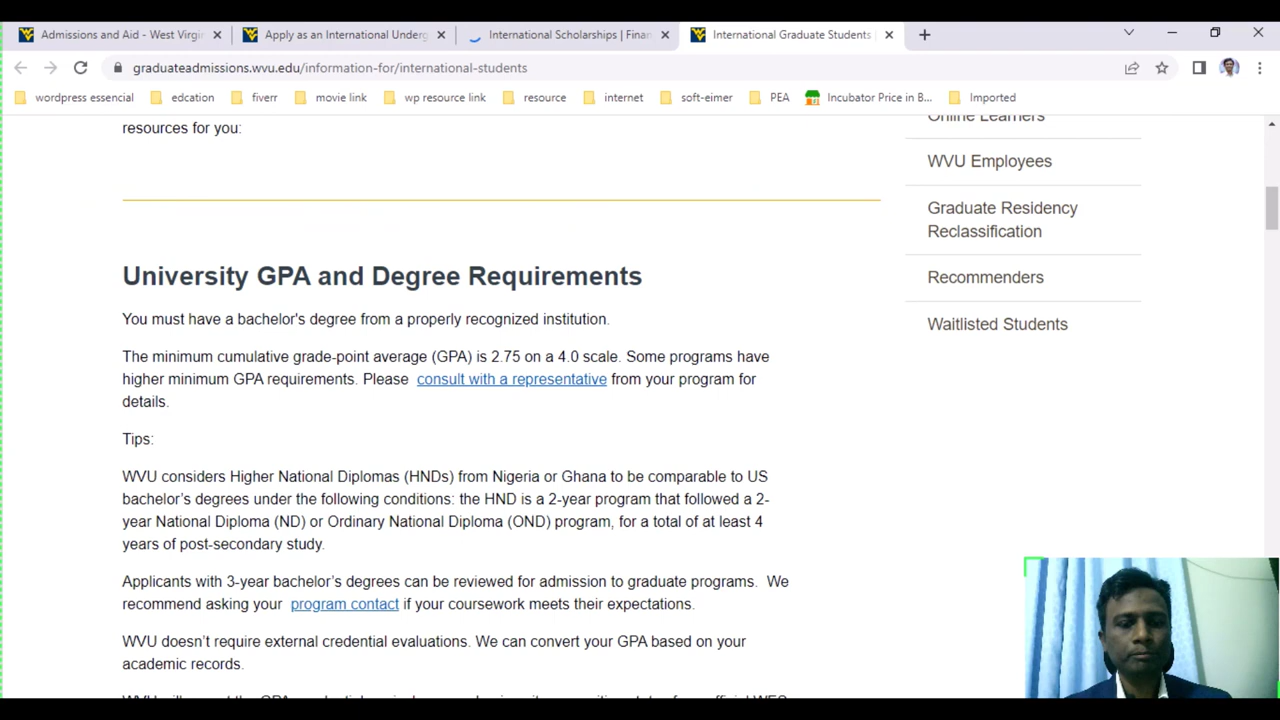 Admissions and Aid - West Virgin
Apply as an International Underg
International Scholarships | Finan
International Graduate Students |
graduateadmissions.wvu.edu/information-for/international-students
wordpress essencial
edcation
fiverr
movie link
wp resource link
resource
internet
soft-eimer
PEA
Incubator Price in B...
Imported
resources for you:
Online Learners
WVU Employees
Graduate Residency
Reclassification
Recommenders
Waitlisted Students
University GPA and Degree Requirements
You must have a bachelor's degree from a properly recognized institution.
The minimum cumulative grade-point average (GPA) is 2.75 on a 4.0 scale. Some programs have
higher minimum GPA requirements. Please consult with a representative from your program for
details.
Tips:
WVU considers Higher National Diplomas (HNDs) from Nigeria or Ghana to be comparable to US
bachelor’s degrees under the following conditions: the HND is a 2-year program that followed a 2-
year National Diploma (ND) or Ordinary National Diploma (OND) program, for a total of at least 4
years of post-secondary study.
Applicants with 3-year bachelor’s degrees can be reviewed for admission to graduate programs. We
recommend asking your program contact if your coursework meets their expectations.
WVU doesn’t require external credential evaluations. We can convert your GPA based on your
academic records.